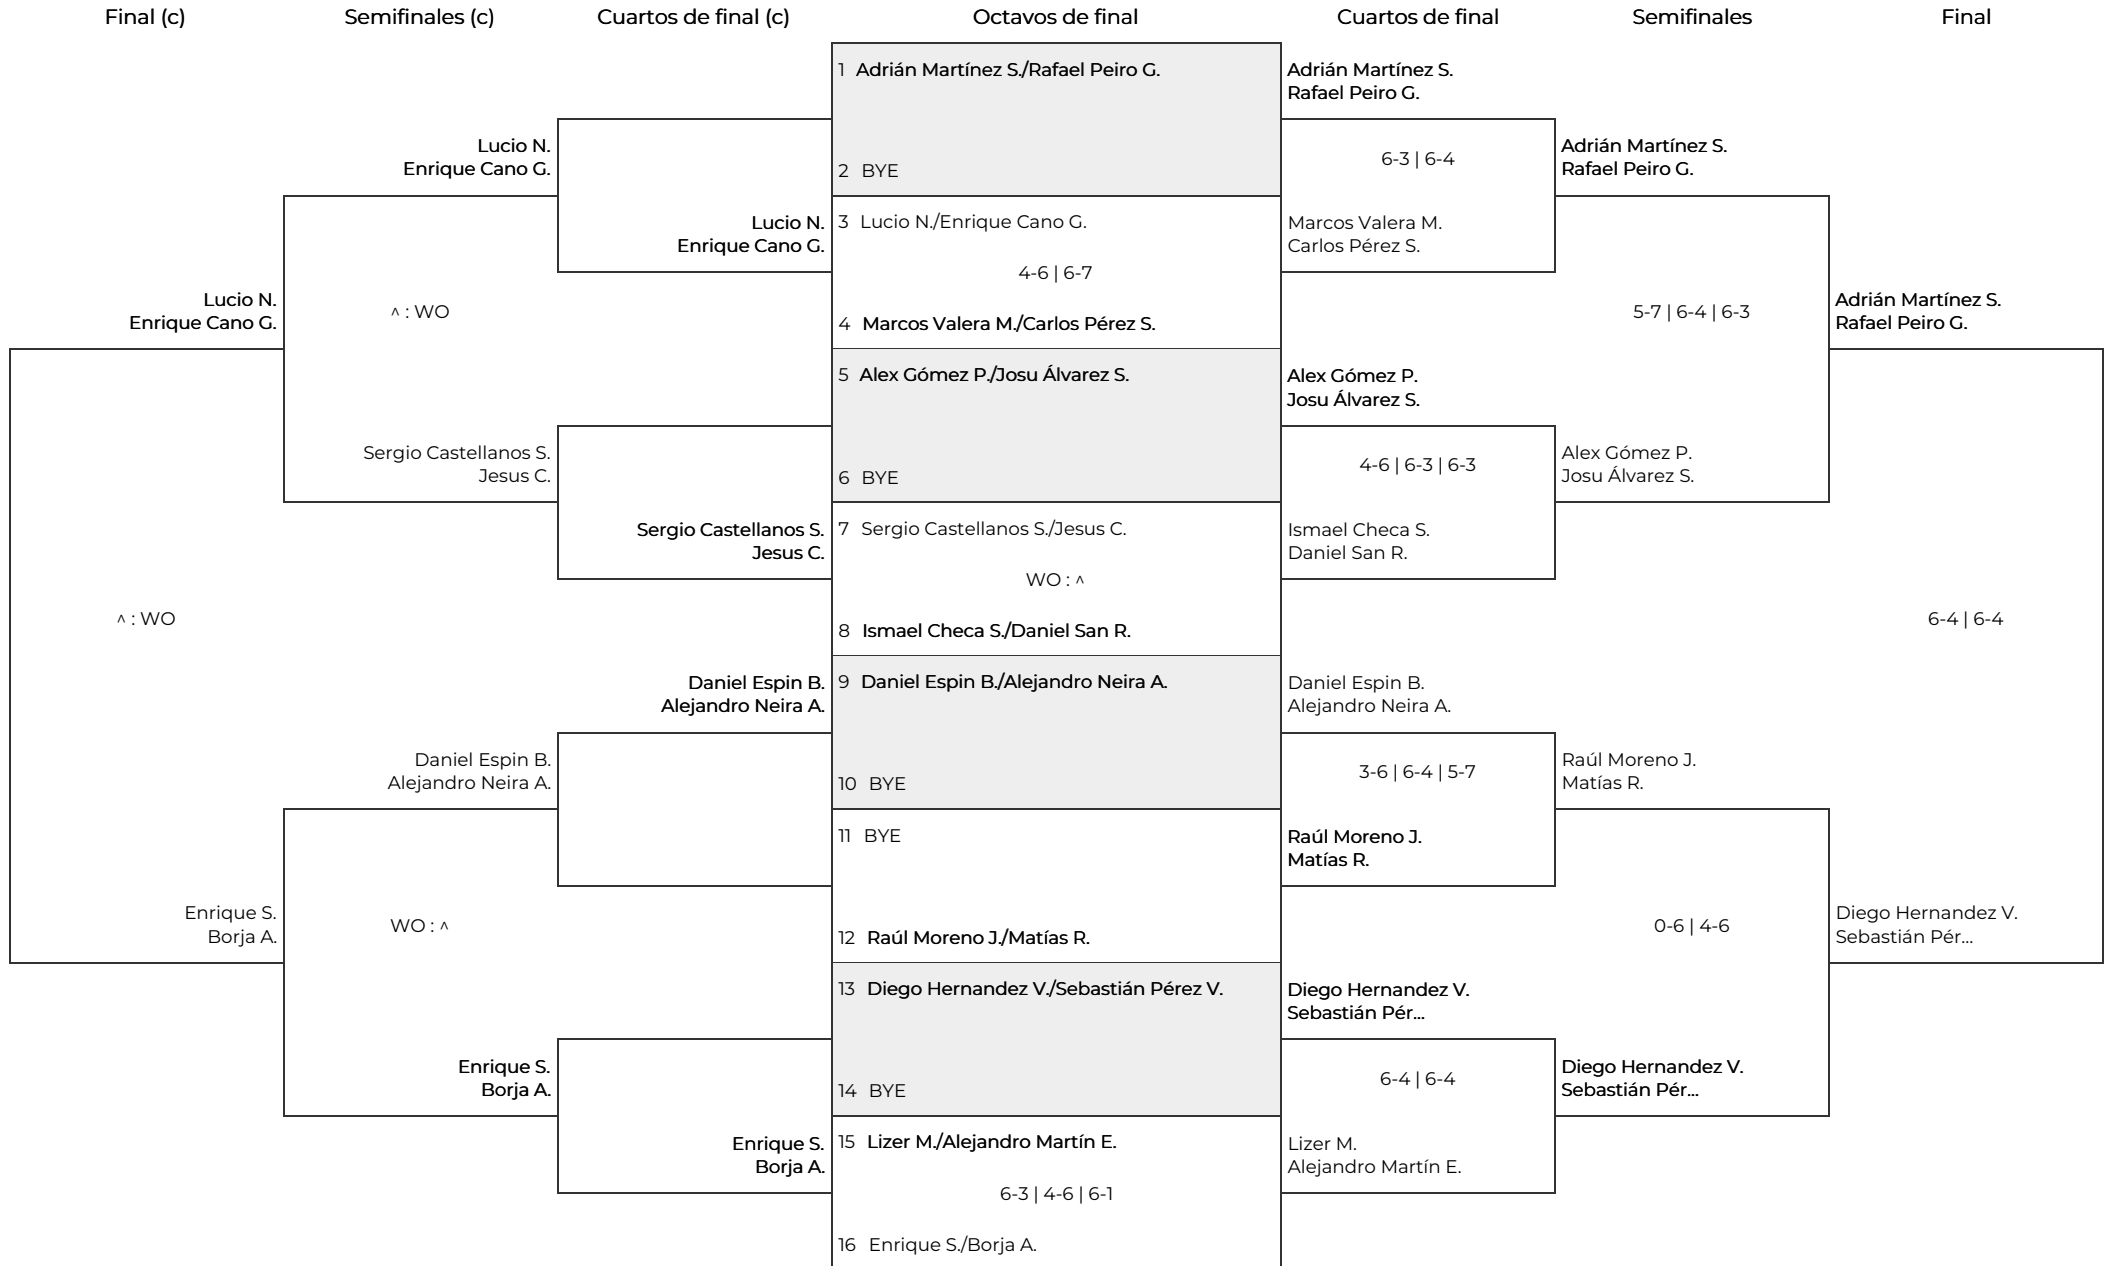 Final (c)
Semifinales (c)
Cuartos de final (c)
Octavos de final
Cuartos de final
Semifinales
Final
Lucio N.
Enrique Cano G.
^ : WO
Enrique S.
Borja A.
Lucio N.
Enrique Cano G.
^ : WO
Sergio Castellanos S.
Jesus C.
Daniel Espin B.
Alejandro Neira A.
WO : ^
Enrique S.
Borja A.
Lucio N.
Enrique Cano G.
Sergio Castellanos S.
Jesus C.
Daniel Espin B.
Alejandro Neira A.
Enrique S.
Borja A.
1 Adrián Martínez S./Rafael Peiro G.
2 BYE
3 Lucio N./Enrique Cano G.
4-6 | 6-7
4 Marcos Valera M./Carlos Pérez S.
5 Alex Gómez P./Josu Álvarez S.
6 BYE
7 Sergio Castellanos S./Jesus C.
WO : ^
8 Ismael Checa S./Daniel San R.
9 Daniel Espin B./Alejandro Neira A.
10 BYE
11 BYE
12 Raúl Moreno J./Matías R.
13 Diego Hernandez V./Sebastián Pérez V.
14 BYE
15 Lizer M./Alejandro Martín E.
6-3 | 4-6 | 6-1
16 Enrique S./Borja A.
Adrián Martínez S.
Rafael Peiro G.
6-3 | 6-4
Marcos Valera M.
Carlos Pérez S.
Alex Gómez P.
Josu Álvarez S.
4-6 | 6-3 | 6-3
Ismael Checa S.
Daniel San R.
Daniel Espin B.
Alejandro Neira A.
3-6 | 6-4 | 5-7
Raúl Moreno J.
Matías R.
Diego Hernandez V.
Sebastián Pér...
6-4 | 6-4
Lizer M.
Alejandro Martín E.
Adrián Martínez S.
Rafael Peiro G.
5-7 | 6-4 | 6-3
Alex Gómez P.
Josu Álvarez S.
Raúl Moreno J.
Matías R.
0-6 | 4-6
Diego Hernandez V.
Sebastián Pér...
Adrián Martínez S.
Rafael Peiro G.
6-4 | 6-4
Diego Hernandez V.
Sebastián Pér...